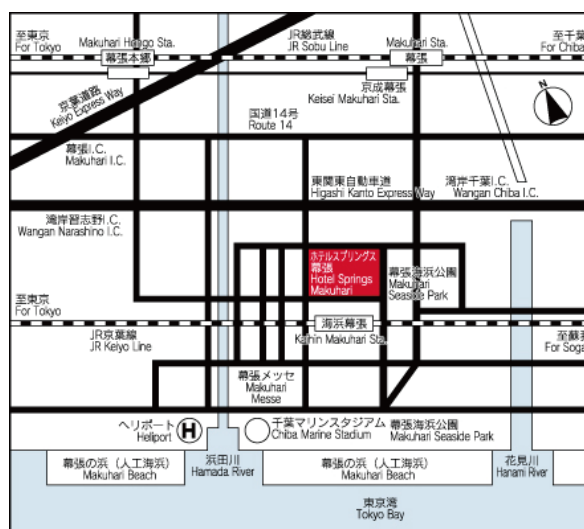 至東京
For Tokyo
Makuhari Hongo Sta.
幕張本郷
JR総武線
JR Sobu Line
Makuhari Sta.
幕張
至千葉
For Chiba
京葉道路
Keiyo Express Way
京成幕張
Keisei Makuhari Sta.
N
国道14号
Route 14
幕張I.C.
Makuhari I.C.
東関東自動車道
Higashi Kanto Express Way
湾岸千葉I.C.
Wangan Chiba I.C.
湾岸習志野I.C.
Wangan Narashino I.C.
ホテルスプリングス
幕張
Hotel Springs
Makuhari
幕張海浜公園
Makuhari
Seaside Park
至東京
For Tokyo
JR京葉線
JR Keiyo Line
海浜幕張
Kaihin Makuhari Sta.
For Soga
幕張メッセ
Makuhari
Messe
ヘリポート
Heliport
H
千葉マリンスタジアム
Chiba Marine Stadium
幕張海浜公園
Makuhari Seaside Park
幕張の浜（人工海浜）
Makuhari Beach
浜田川
Hamada River
幕張の浜（人工海浜）
Makuhari Beach
花見川
Hanami River
東京湾
Tokyo Bay